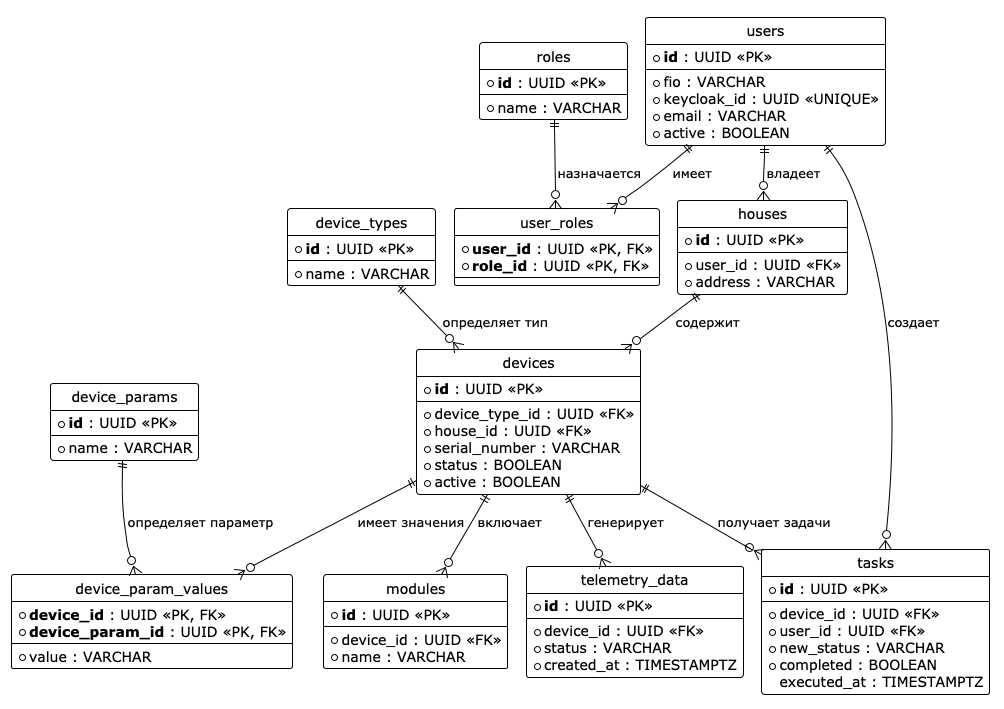 users
id : UUID «PK»
fio : VARCHAR
keycloak_id : UUID «UNIQUE»
email : VARCHAR
active : BOOLEAN
roles
id : UUID «PK»
name : VARCHAR
назначается
имеет
владеет
device_types
id : UUID «PK»
name : VARCHAR
user_roles
user_id : UUID «PK, FK»
role_id : UUID «PK, FK»
houses
id : UUID «PK»
user_id : UUID «FK»
address : VARCHAR
определяет тип
содержит
создает
devices
id : UUID «PK»
device_type_id : UUID «FK»
house_id : UUID «FK»
serial_number : VARCHAR
status : BOOLEAN
active : BOOLEAN
device_params
id : UUID «PK»
name : VARCHAR
определяет параметр
имеет значения
включает
генерирует
получает задачи
device_param_values
device_id : UUID «PK, FK»
device_param_id : UUID «PK, FK»
value : VARCHAR
modules
id : UUID «PK»
device_id : UUID «FK»
name : VARCHAR
telemetry_data
id : UUID «PK»
device_id : UUID «FK»
status : VARCHAR
created_at : TIMESTAMPTZ
tasks
id : UUID «PK»
device_id : UUID «FK»
user_id : UUID «FK»
new_status : VARCHAR
completed : BOOLEAN
executed_at : TIMESTAMPTZ